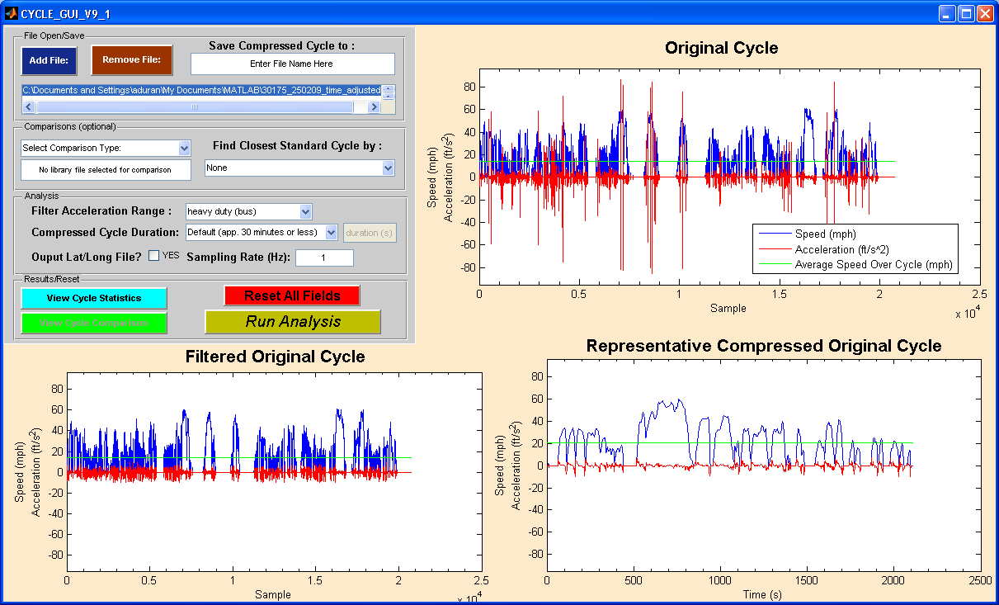 CYCLE_GUI_V9_1
File Open/Save
Add File:
Remove File:
Save Compressed Cycle to :
Enter File Name Here
C:\Documents and Settings\aduran\My Documents\MATLAB\30175_250209_time_adjusted
Comparisons (optional)
Select Comparison Type:
No library file selected for comparison
Find Closest Standard Cycle by :
None
Analysis
Filter Acceleration Range :
heavy duty (bus)
Compressed Cycle Duration:
Default (app. 30 minutes or less)
duration (s)
Ouput Lat/Long File?
YES
Sampling Rate (Hz):
1
Results/Reset
View Cycle Statistics
Reset All Fields
View Cycle Comparison
Run Analysis
Original Cycle
Speed (mph)
Acceleration (ft/s^2)
80
60
40
20
0
-20
-40
-60
-80
Speed (mph)
Acceleration (ft/s^2)
Average Speed Over Cycle (mph)
0 0.5 1 1.5 2 2.5
Sample
x 10^4
Filtered Original Cycle
Speed (mph)
Acceleration (ft/s^2)
80
60
40
20
0
-20
-40
-60
-80
0 0.5 1 1.5 2 2.5
Sample
x 10^4
Representative Compressed Original Cycle
Speed (mph)
Acceleration (ft/s^2)
80
60
40
20
0
-20
-40
-60
-80
0 500 1000 1500 2000 2500
Time (s)